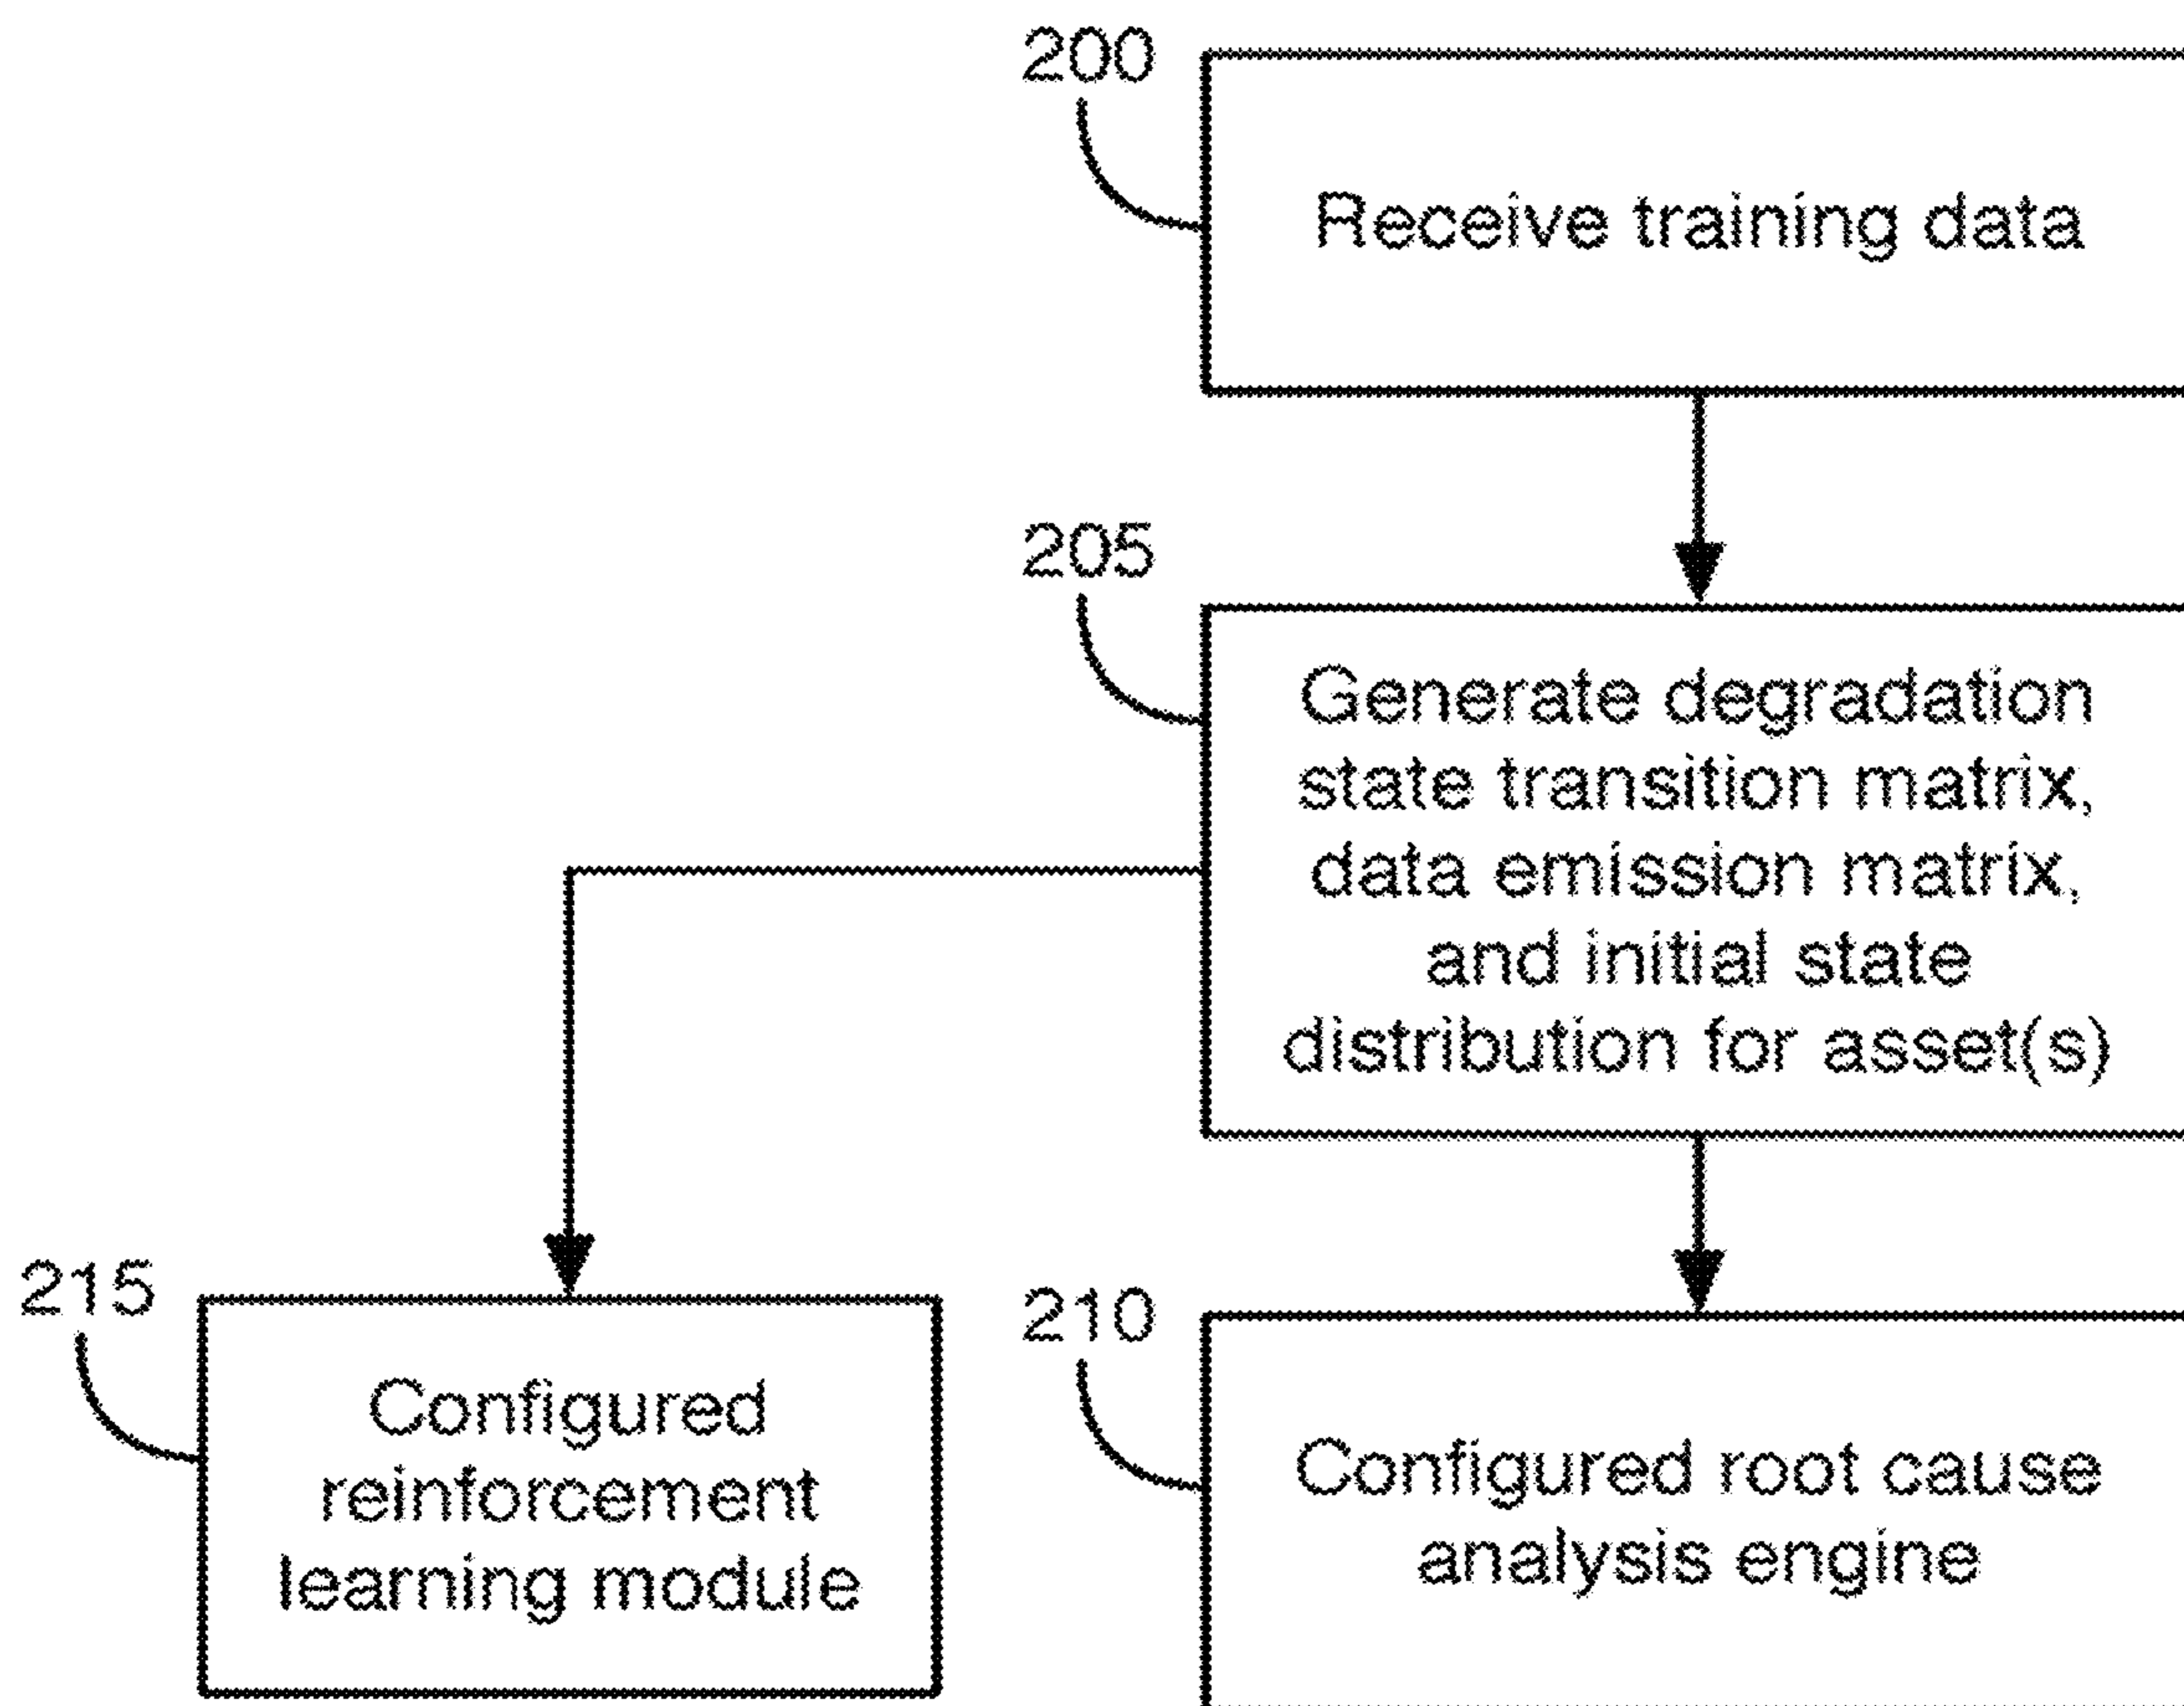 200
Receive training data
205
Generate degradation
state transition matrix,
data emission matrix,
and initial state
distribution for asset(s)
215
Configured
reinforcement
learning module
210
Configured root cause
analysis engine